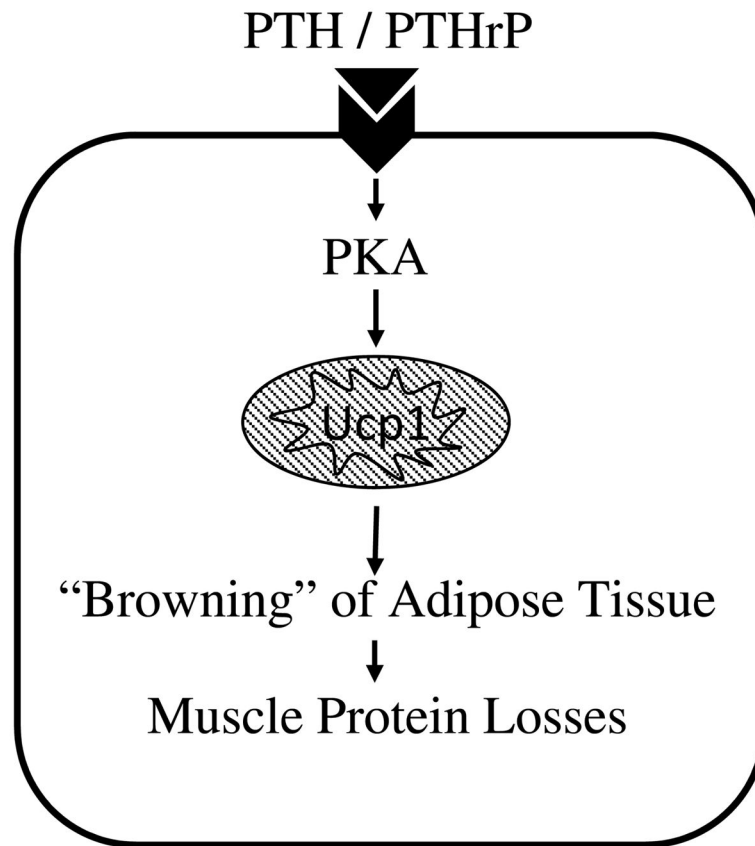 PTH / PTHrP
PKA
Ucp1
“Browning” of Adipose Tissue
Muscle Protein Losses